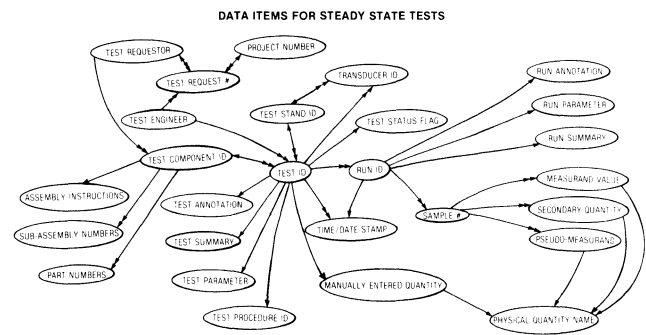 DATA ITEMS FOR STEADY STATE TESTS
TEST REQUESTOR
PROJECT NUMBER
TEST REQUEST #
TRANSDUCER ID
RUN ANNOTATION
TEST ENGINEER
TEST STAND ID
TEST STATUS FLAG
RUN PARAMETER
RUN SUMMARY
TEST COMPONENT ID
TEST ID
RUN ID
MEASURAND VALUE
ASSEMBLY INSTRUCTIONS
TEST ANNOTATION
SAMPLE #
SECONDARY QUANTITY
SUB-ASSEMBLY NUMBERS
TEST SUMMARY
TIME/DATE STAMP
PSEUDO-MEASURAND
PART NUMBERS
TEST PARAMETER
MANUALLY ENTERED QUANTITY
TEST PROCEDURE ID
PHYSICAL QUANTITY NAME